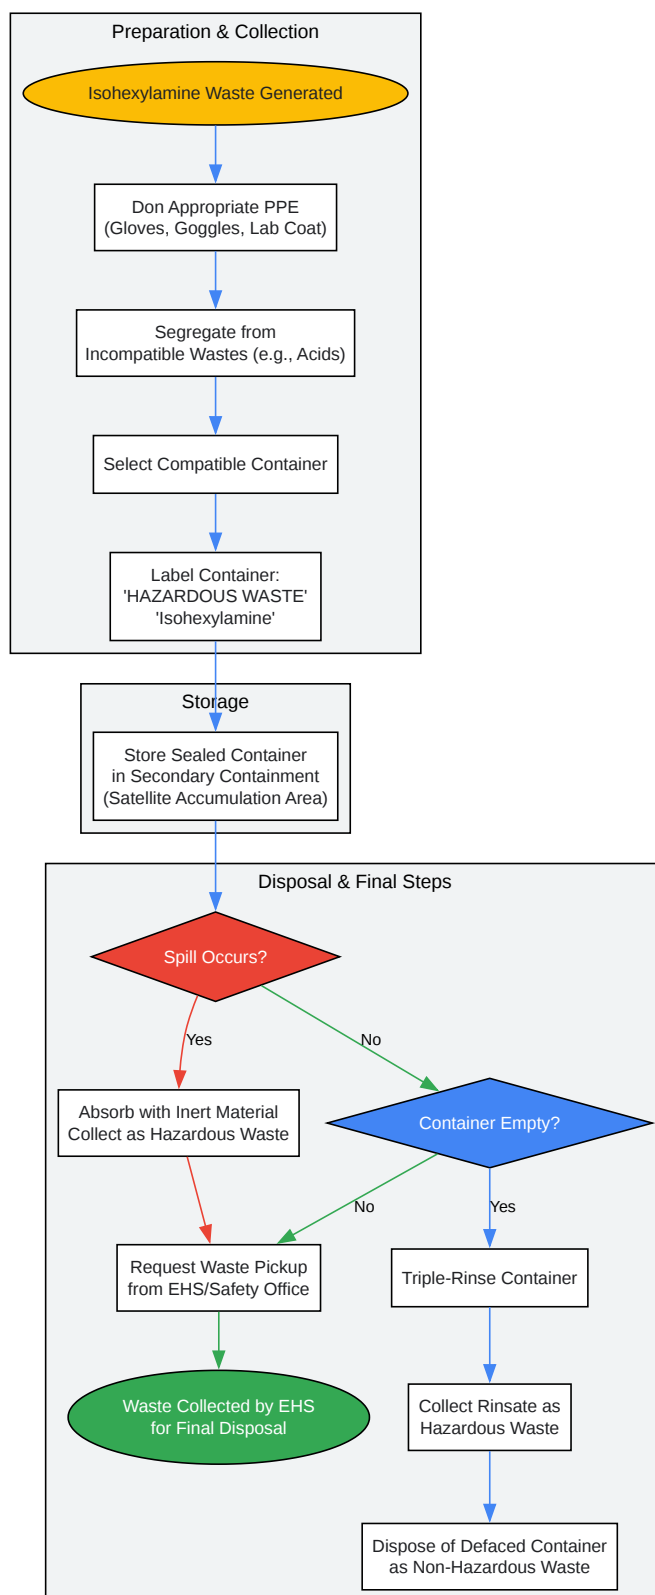 Preparation & Collection
Isohexylamine Waste Generated
Don Appropriate PPE
(Gloves, Goggles, Lab Coat)
Segregate from
Incompatible Wastes (e.g., Acids)
Select Compatible Container
Label Container:
'HAZARDOUS WASTE'
'Isohexylamine'
Storage
Store Sealed Container
in Secondary Containment
(Satellite Accumulation Area)
Disposal & Final Steps
Spill Occurs?
Yes
No
Absorb with Inert Material
Collect as Hazardous Waste
Container Empty?
No
Yes
Request Waste Pickup
from EHS/Safety Office
Triple-Rinse Container
Waste Collected by EHS
for Final Disposal
Collect Rinsate as
Hazardous Waste
Dispose of Defaced Container
as Non-Hazardous Waste